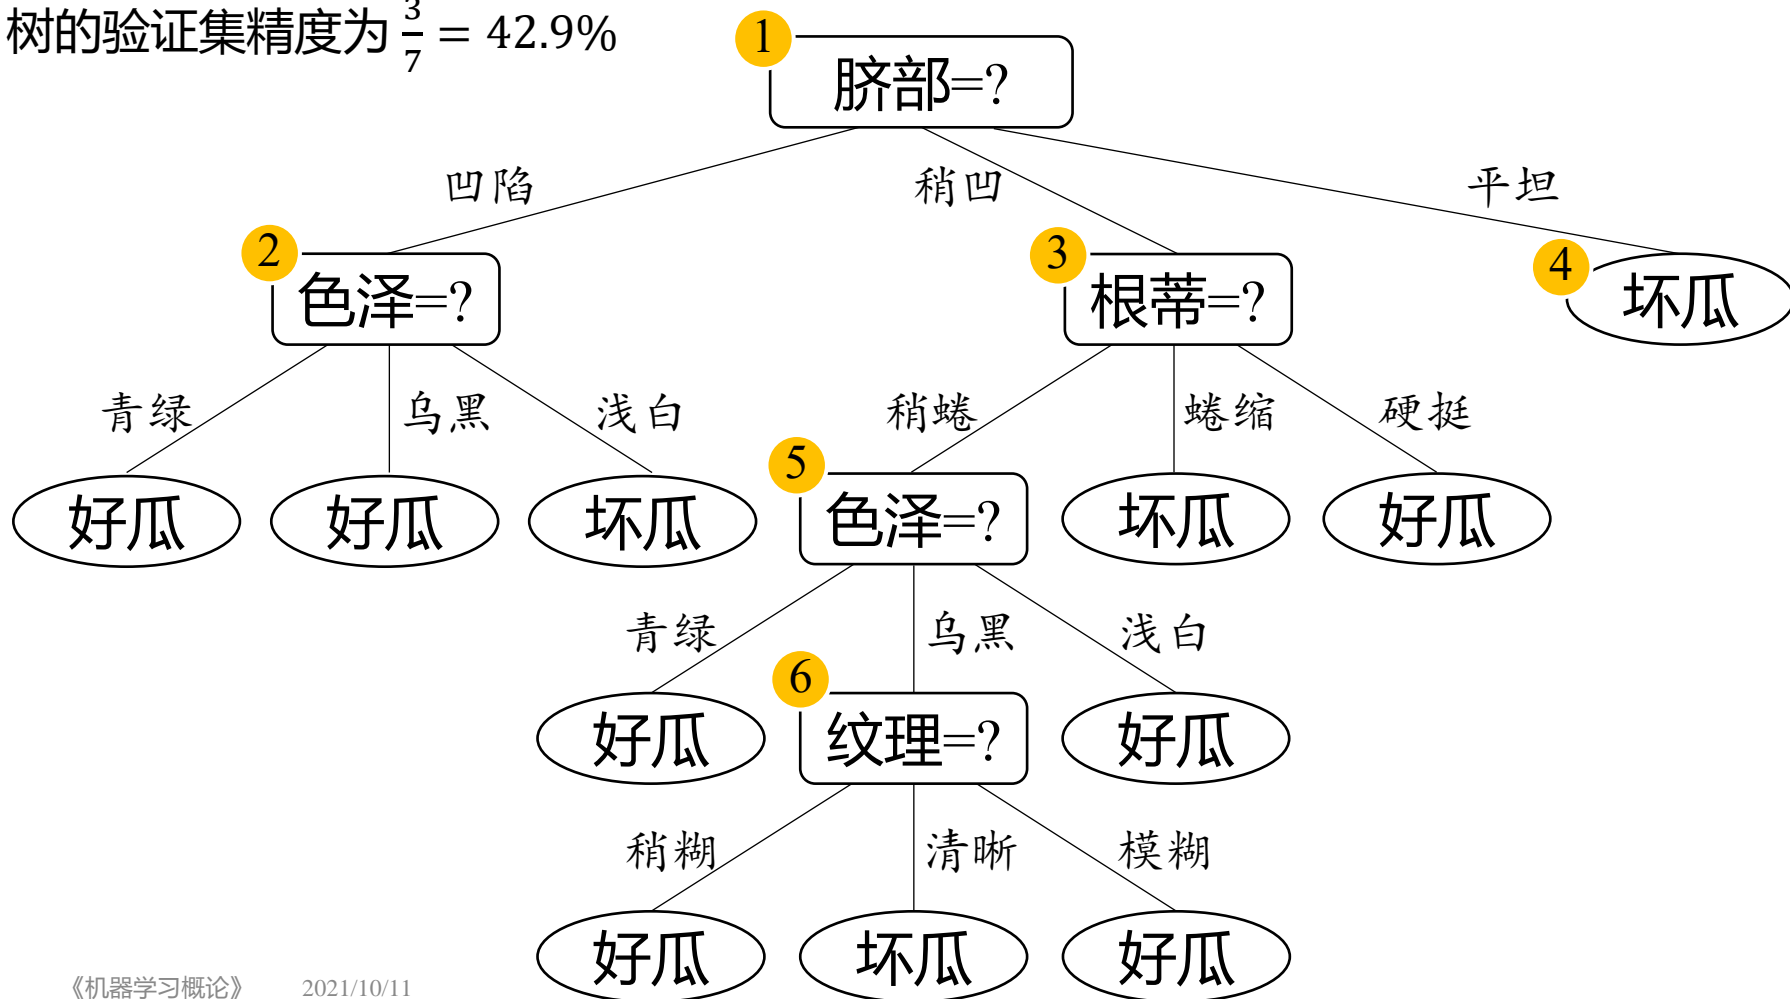 树的验证集精度为 3/7 = 42.9%
1
脐部=?
凹陷
稍凹
平坦
2
色泽=?
3
根蒂=?
4
坏瓜
青绿
乌黑
浅白
稍蜷
蜷缩
硬挺
好瓜
好瓜
坏瓜
5
色泽=?
坏瓜
好瓜
青绿
乌黑
浅白
好瓜
6
纹理=?
好瓜
稍糊
清晰
模糊
好瓜
坏瓜
好瓜
《机器学习概论》 2021/10/11